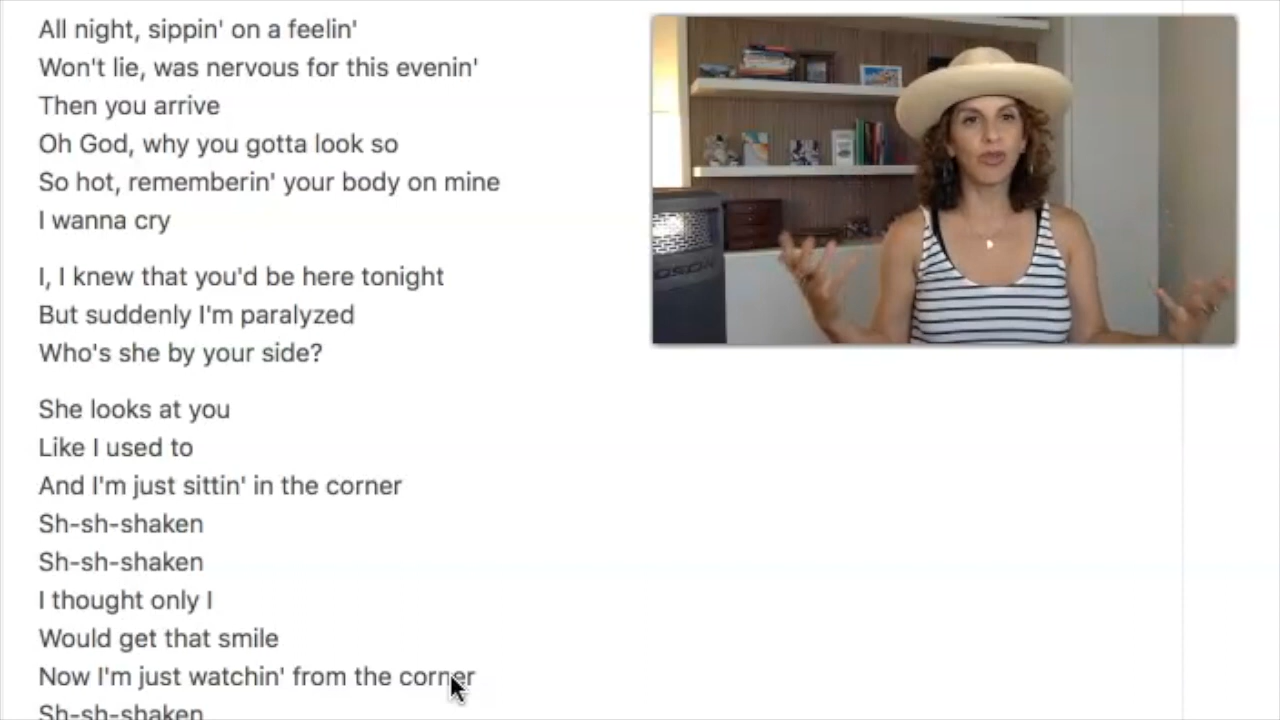 All night, sippin' on a feelin'
Won't lie, was nervous for this evenin'
Then you arrive
Oh God, why you gotta look so
So hot, rememberin' your body on mine
I wanna cry
I, I knew that you'd be here tonight
But suddenly I'm paralyzed
Who's she by your side?
She looks at you
Like I used to
And I'm just sittin' in the corner
Sh-sh-shaken
Sh-sh-shaken
I thought only I
Would get that smile
Now I'm just watchin' from the corner
Sh-sh-shaken